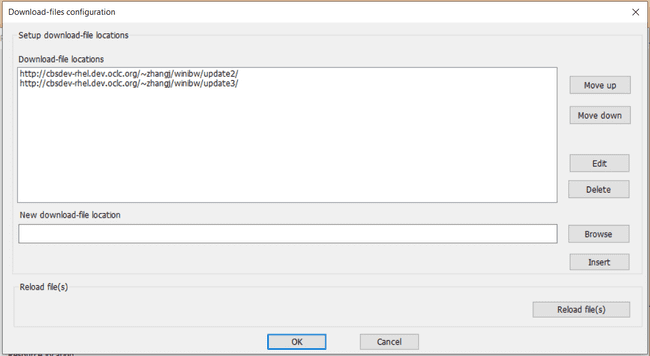 Download-files configuration
Setup download-file locations
Download-file locations
http://cbsdev-rhel.dev.oclc.org/~zhangj/winibw/update2/
http://cbsdev-rhel.dev.oclc.org/~zhangj/winibw/update3/
Move up
Move down
Edit
Delete
New download-file location
Browse
Insert
Reload file(s)
Reload file(s)
OK
Cancel